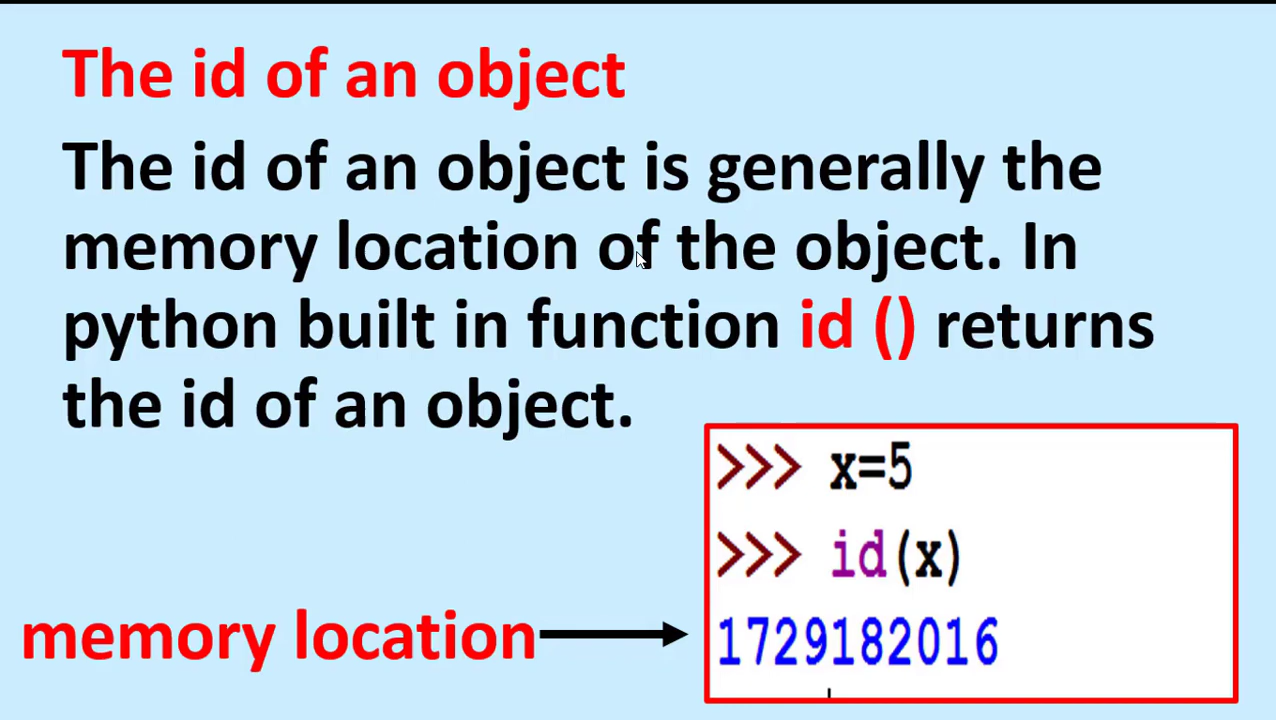 The id of an object
The id of an object is generally the
memory location of the object. In
python built in function id () returns
the id of an object.
>>> x=5
>>> id(x)
memory location
1729182016